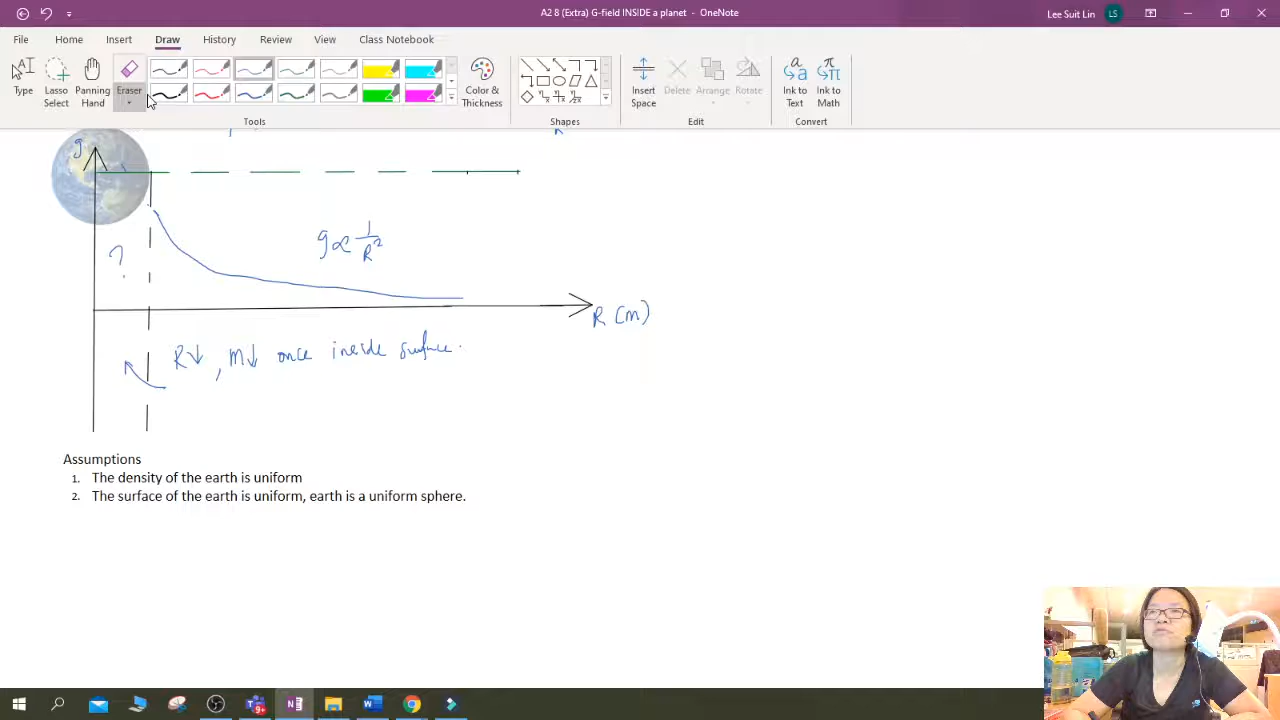 A2 8 (Extra) G-field INSIDE a planet - OneNote
Lee Suit Lin LS
File Home Insert Draw History Review View Class Notebook
Type Lasso Select Panning Hand Eraser Color & Thickness Insert Space Delete Arrange Rotate Ink to Text Ink to Math
Tools Shapes Edit Convert
g
g ∝ 1/R²
?
R (m)
R↓, M↓ once inside surface.
Assumptions
1. The density of the earth is uniform
2. The surface of the earth is uniform, earth is a uniform sphere.